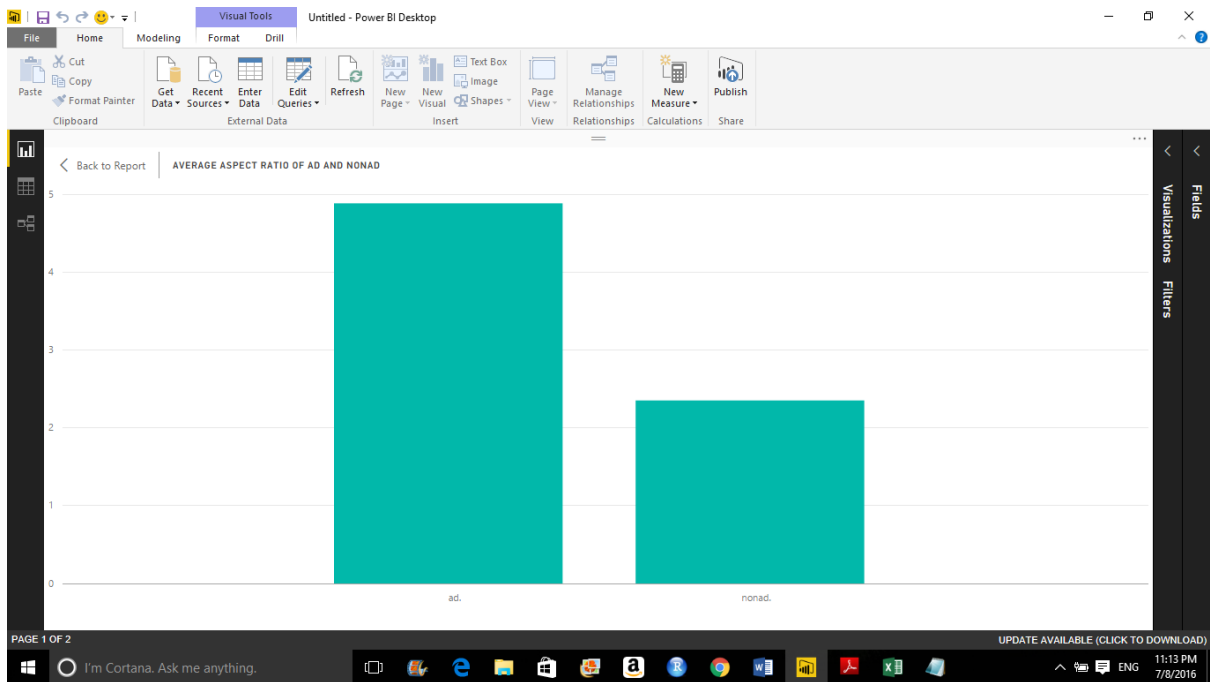 Visual Tools
Untitled - Power BI Desktop
File
Home
Modeling
Format
Drill
Paste
Cut
Copy
Format Painter
Clipboard
Get Data
Recent Sources
Enter Data
Edit Queries
External Data
Refresh
New Page
New Visual
Text Box
Image
Shapes
Insert
Page View
View
Manage Relationships
Relationships
New Measure
Calculations
Publish
Share
Back to Report
AVERAGE ASPECT RATIO OF AD AND NONAD
Visualizations
Filters
Fields
5
4
3
2
1
0
ad.
nonad.
PAGE 1 OF 2
UPDATE AVAILABLE (CLICK TO DOWNLOAD)
I'm Cortana. Ask me anything.
a
R
ENG
11:13 PM
7/8/2016